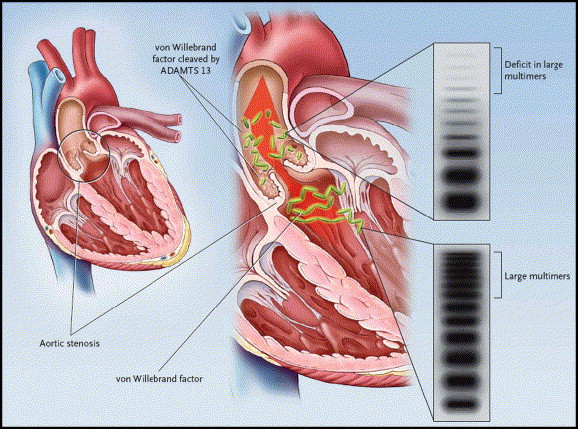 von Willebrand
factor cleaved by
ADAMTS 13
Deficit in large
multimers
Large multimers
Aortic stenosis
von Willebrand factor